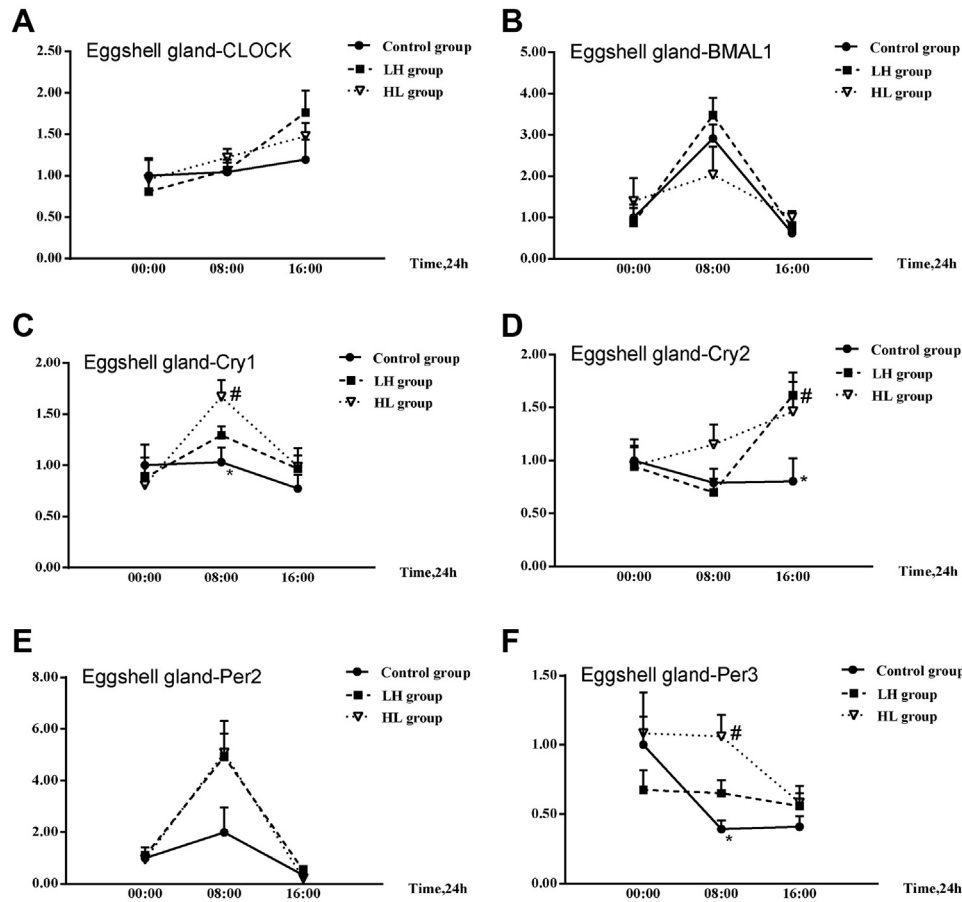 A
Eggshell gland-CLOCK
Control group
LH group
HL group
2.50
2.00
1.50
1.00
0.50
0.00
00:00 08:00 16:00
Time,24h
B
Eggshell gland-BMAL1
Control group
LH group
HL group
5.00
4.00
3.00
2.00
1.00
0.00
00:00 08:00 16:00
Time,24h
C
Eggshell gland-Cry1
Control group
LH group
HL group
2.00
1.50
1.00
0.50
0.00
#
*
00:00 08:00 16:00
Time,24h
D
Eggshell gland-Cry2
Control group
LH group
HL group
2.00
1.50
1.00
0.50
0.00
#
*
00:00 08:00 16:00
Time,24h
E
Eggshell gland-Per2
Control group
LH group
HL group
8.00
6.00
4.00
2.00
0.00
00:00 08:00 16:00
Time,24h
F
Eggshell gland-Per3
Control group
LH group
HL group
1.50
1.00
0.50
0.00
#
*
00:00 08:00 16:00
Time,24h